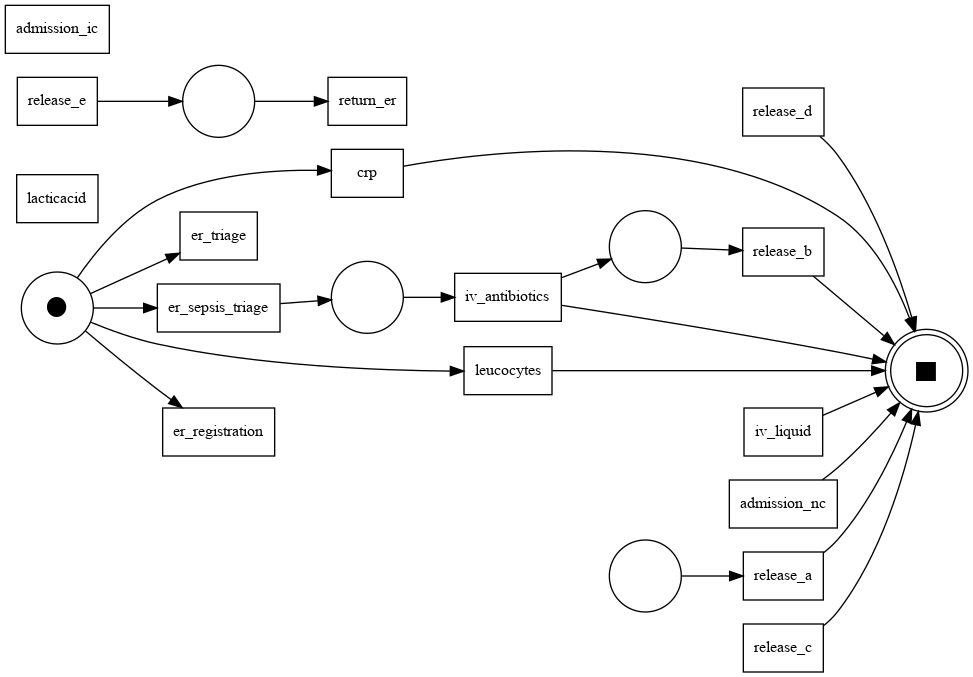 admission_ic
release_e
return_er
release_d
crp
lacticacid
er_triage
release_b
er_sepsis_triage
iv_antibiotics
leucocytes
er_registration
iv_liquid
admission_nc
release_a
release_c